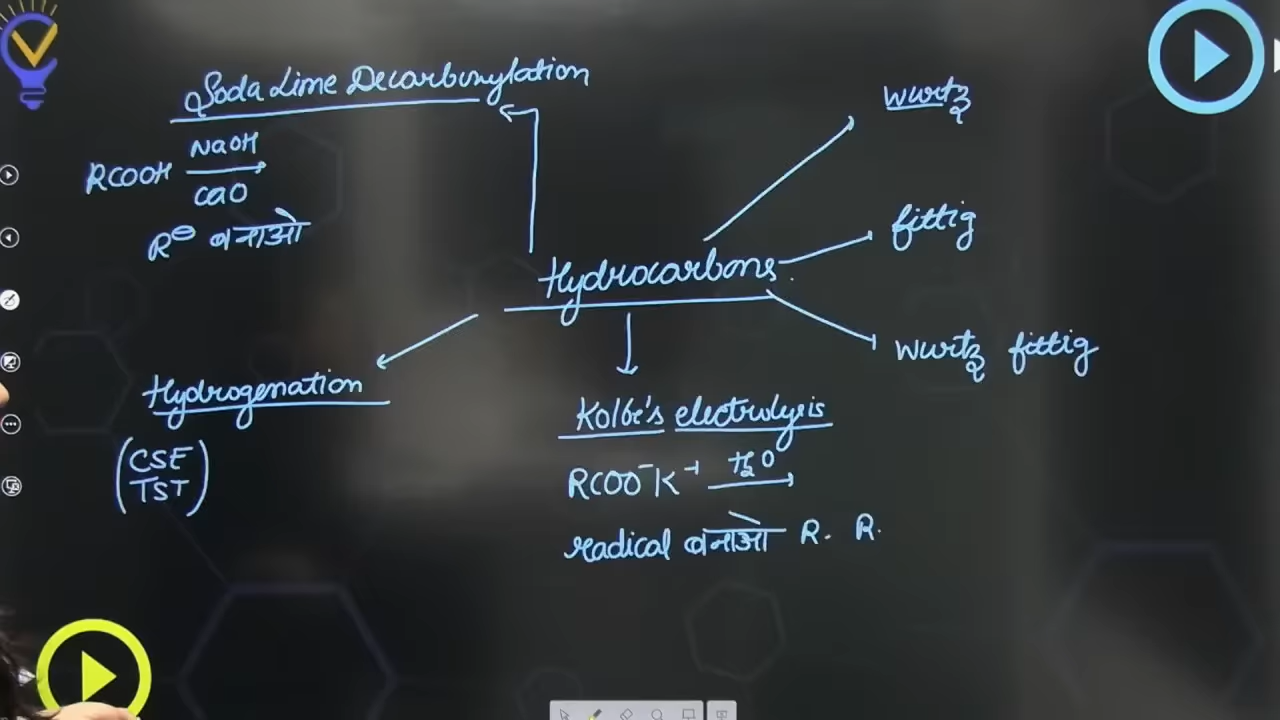 Soda Lime Decarboxylation
NaOH
RCOOH →
CaO
R⊖ बनाओ
Wurtz
fittig
Hydrocarbons.
Wurtz fittig
Hydrogenation
(CSE
TST)
Kolbe's electrolysis
RCOO⁻K⁺ H₂O →
radical बनाओ R. R.